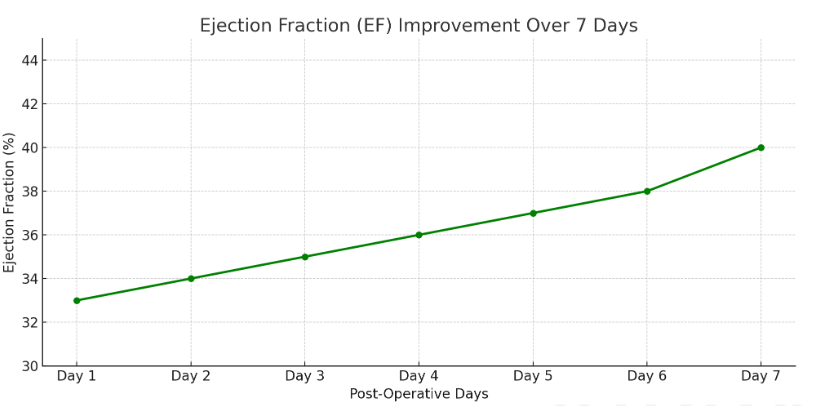 Ejection Fraction (EF) Improvement Over 7 Days
Ejection Fraction (%)
44
42
40
38
36
34
32
30
Day 1 Day 2 Day 3 Day 4 Day 5 Day 6 Day 7
Post-Operative Days